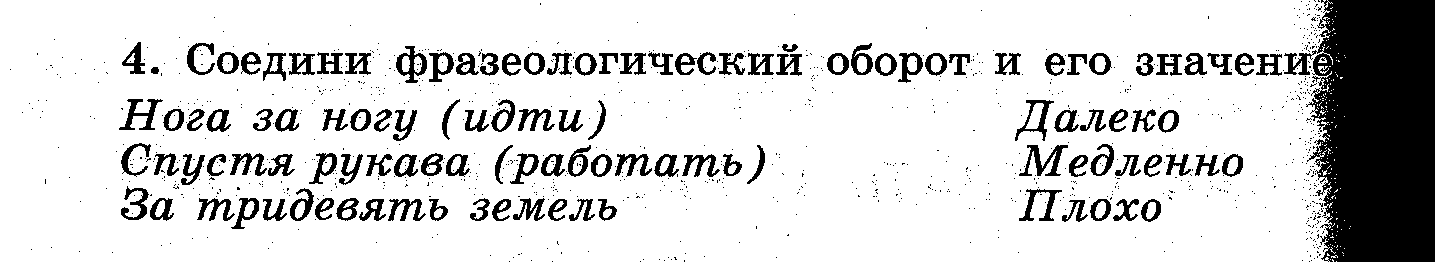 4. Соедини фразеологический оборот и его значение
Нога за ногу (идти) Далеко
Спустя рукава (работать) Медленно
За тридевять земель Плохо